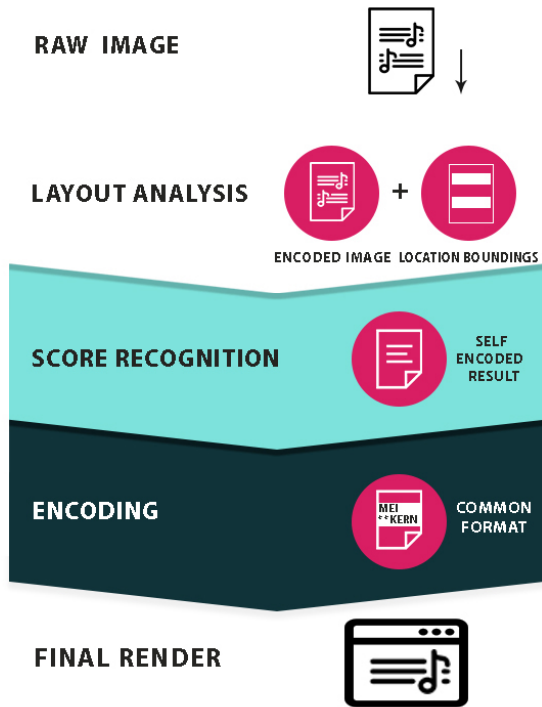 RAW IMAGE
LAYOUT ANALYSIS
+
ENCODED IMAGE
LOCATION BOUNDINGS
SCORE RECOGNITION
SELF
ENCODED
RESULT
ENCODING
MEI
**KERN
COMMON
FORMAT
FINAL RENDER